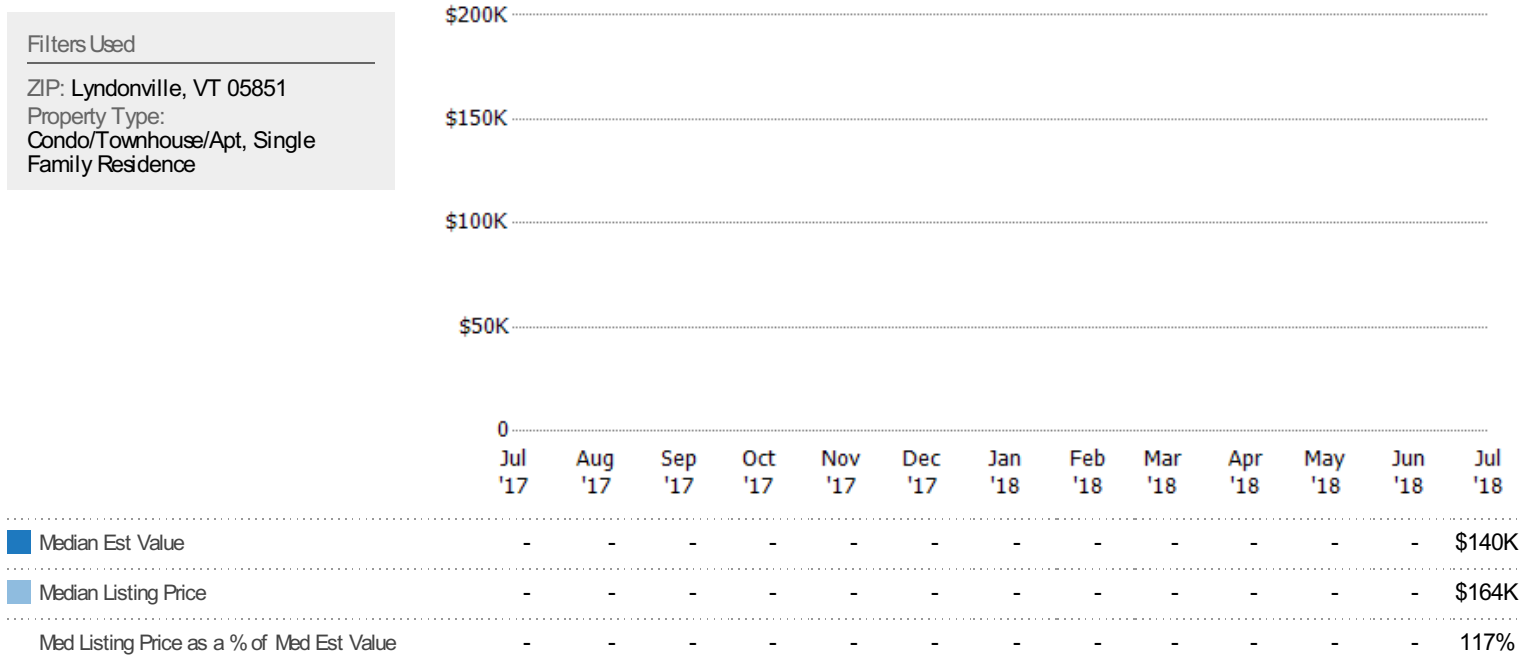 Filters Used
ZIP: Lyndonville, VT 05851
Property Type:
Condo/Townhouse/Apt, Single
Family Residence
$200K
$150K
$100K
$50K
0
Jul Aug Sep Oct Nov Dec Jan Feb Mar Apr May Jun Jul
'17 '17 '17 '17 '17 '17 '18 '18 '18 '18 '18 '18 '18
Median Est Value - - - - - - - - - - - - $140K
Median Listing Price - - - - - - - - - - - - $164K
Med Listing Price as a % of Med Est Value - - - - - - - - - - - - 117%